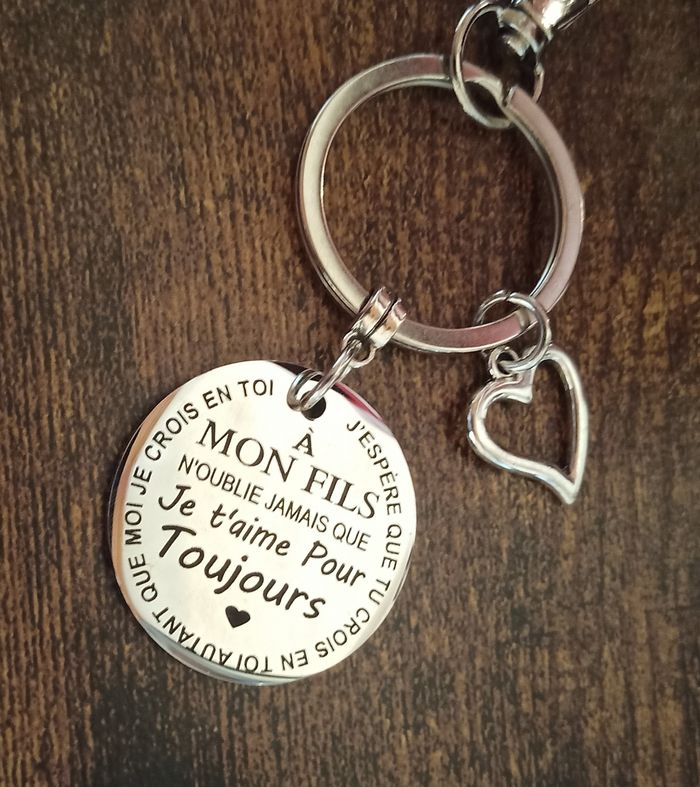 À
MON FILS
N'OUBLIE JAMAIS QUE
Je t'aime Pour
Toujours
J'ESPÈRE QUE TU CROIS EN TOI AUTANT QUE MOI JE CROIS EN TOI